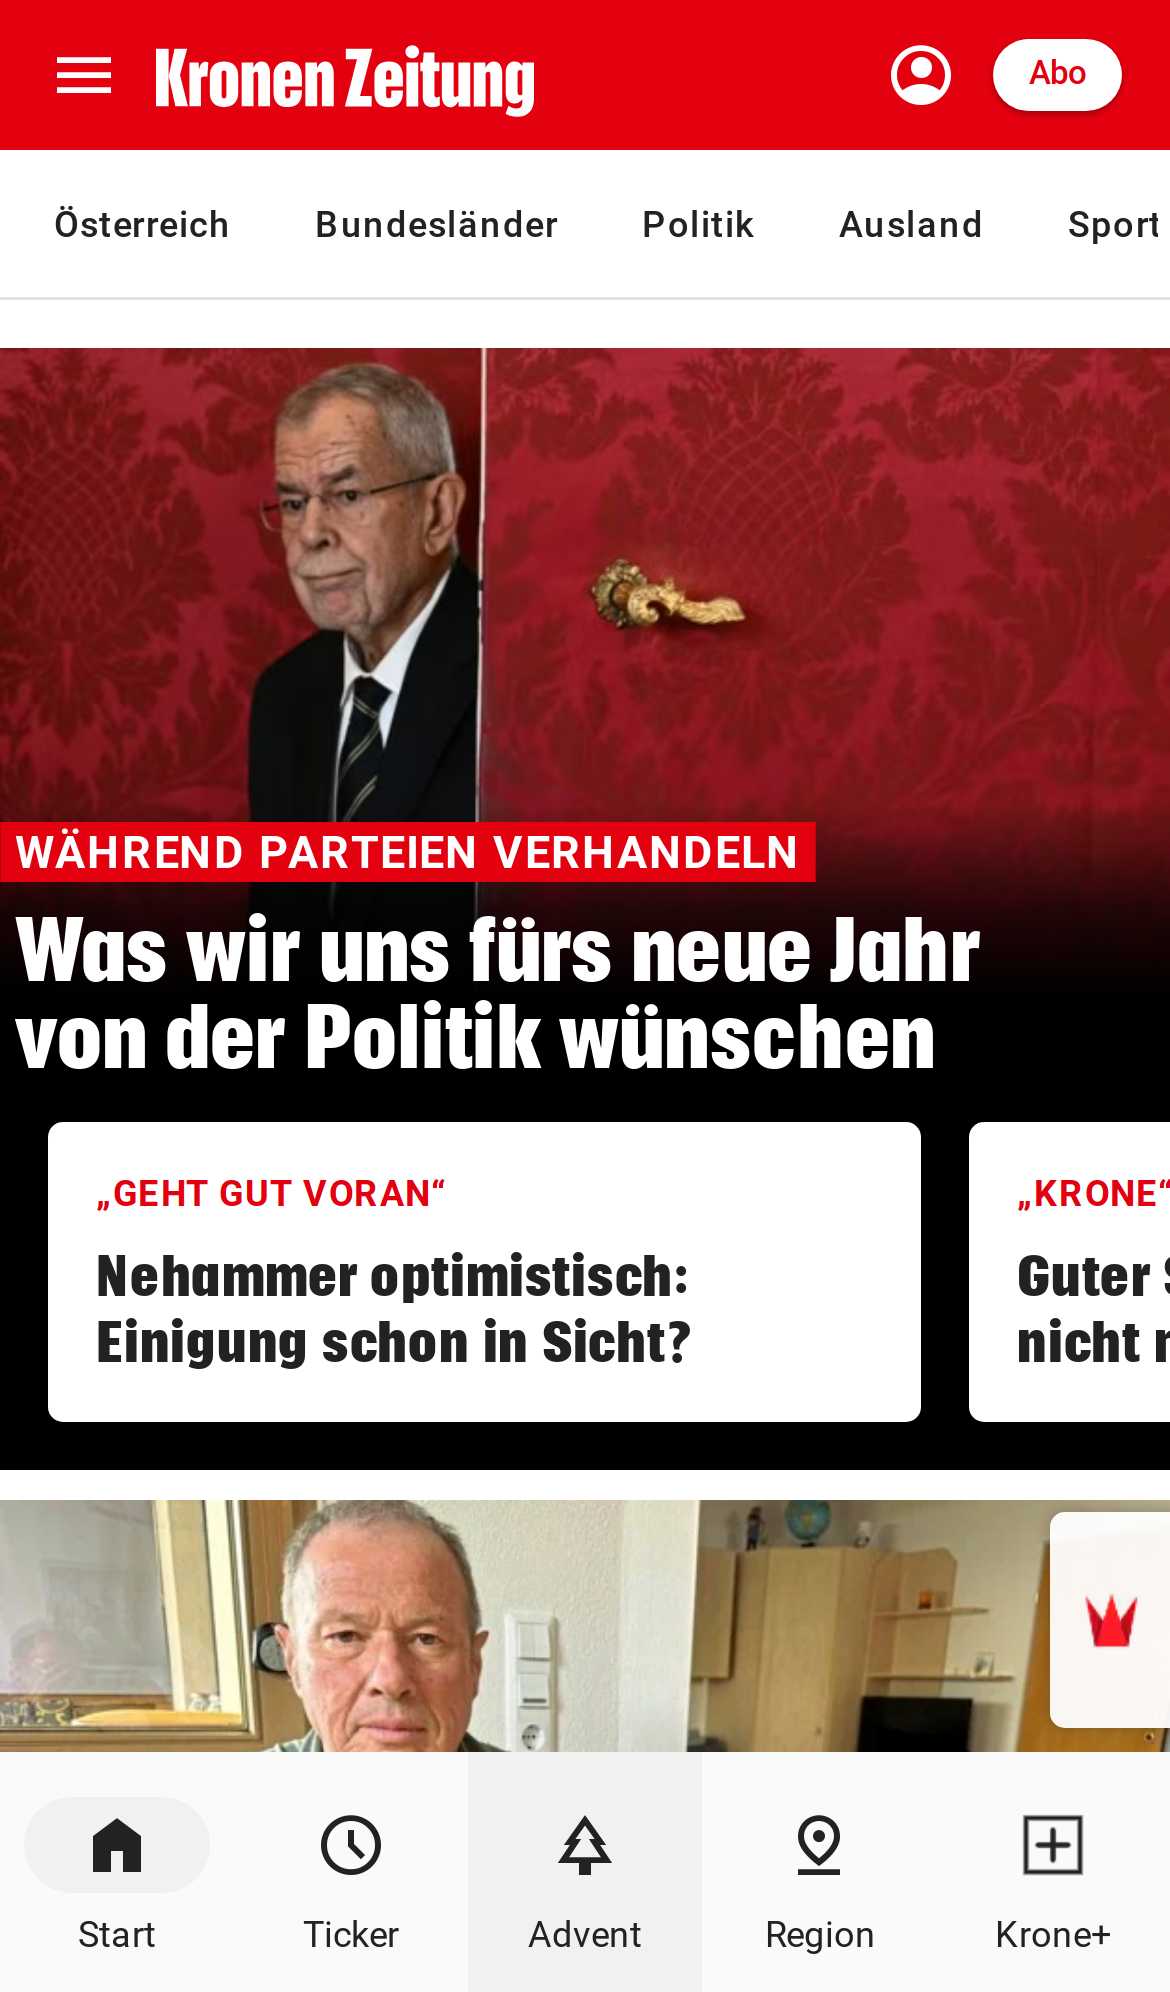 Kronen Zeitung
Abo
Österreich Bundesländer Politik Ausland Sport
WÄHREND PARTEIEN VERHANDELN
Was wir uns fürs neue Jahr
von der Politik wünschen
„GEHT GUT VORAN“
Nehammer optimistisch:
Einigung schon in Sicht?
„KRONE“
Guter
nicht
Start Ticker Advent Region Krone+